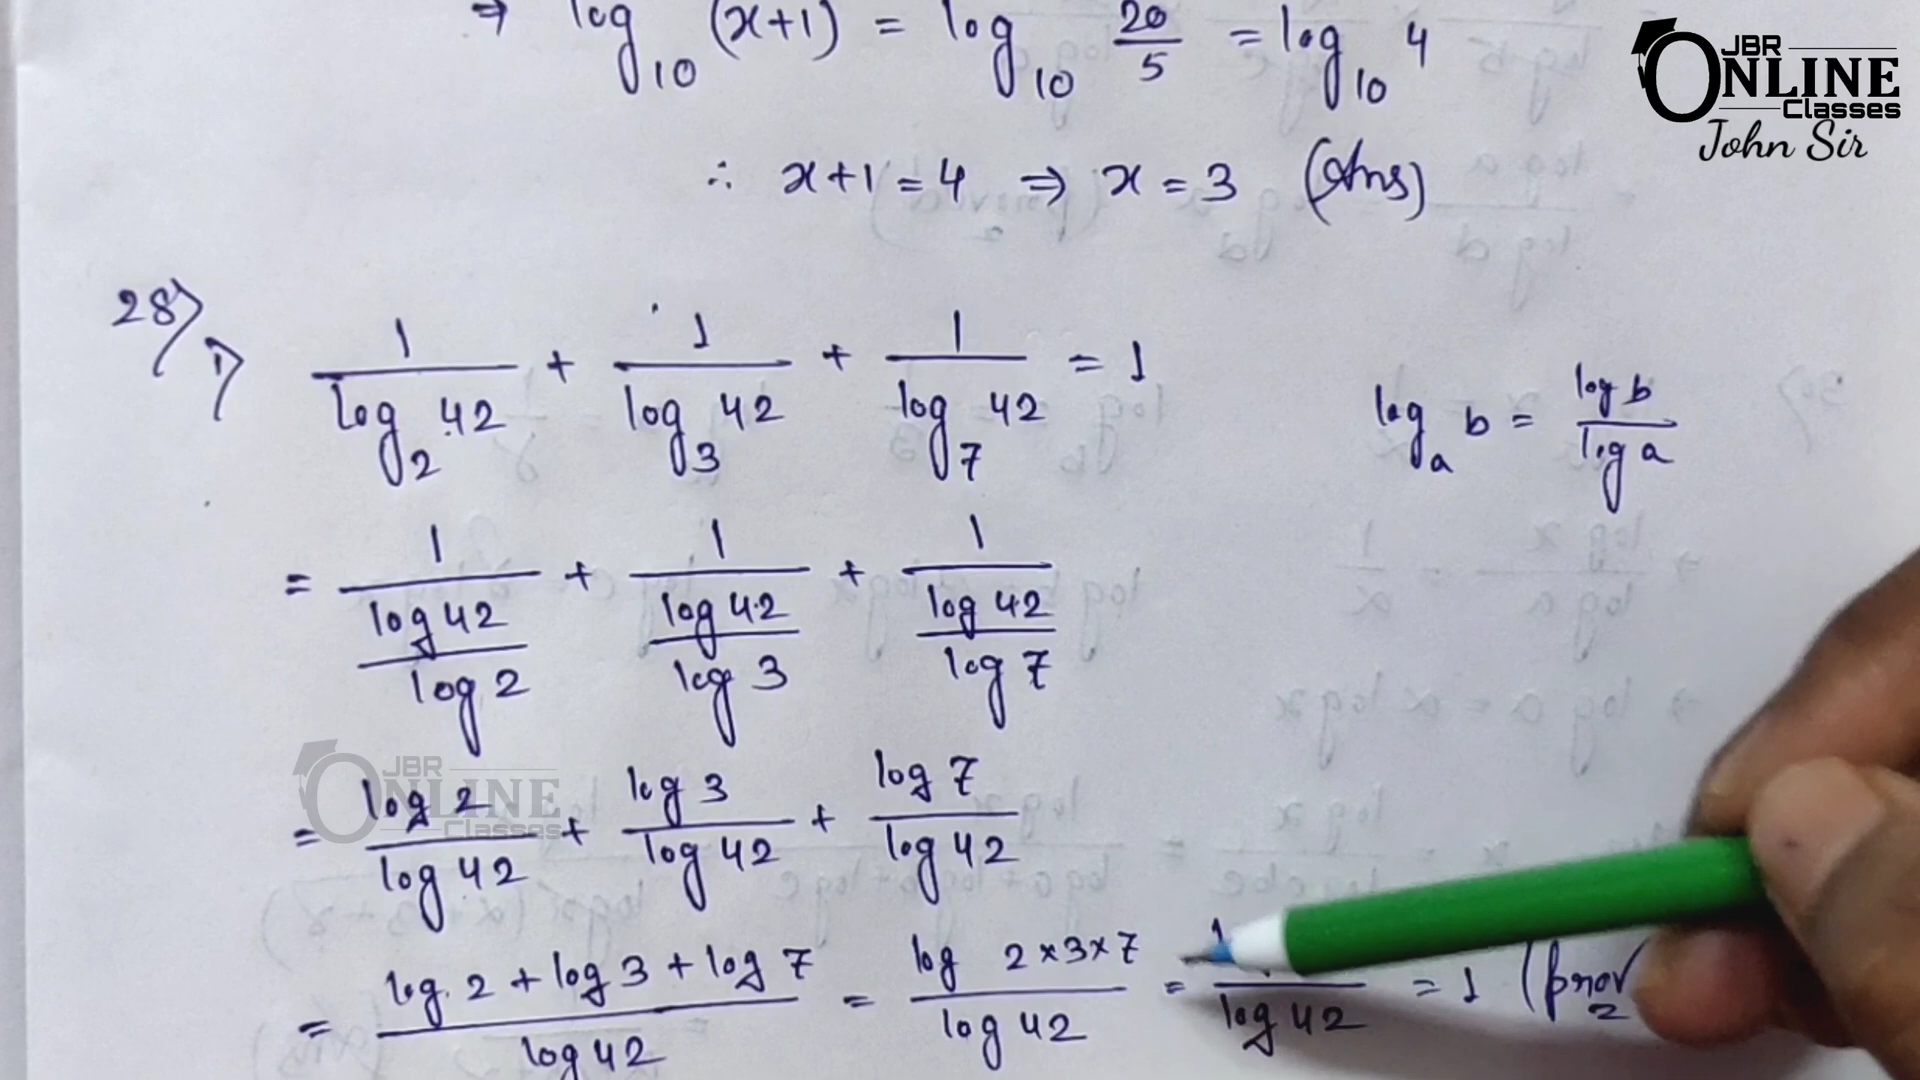 ⇒ log₁₀ (x+1) = log₁₀ 20/5 = log₁₀ 4
JBR ONLINE Classes
John Sir
∴ x+1 = 4 ⇒ x = 3 (Ans)
28) i) 1/log₂ 42 + 1/log₃ 42 + 1/log₇ 42 = 1
logₐ b = log b/log a
= 1/(log 42/log 2) + 1/(log 42/log 3) + 1/(log 42/log 7)
JBR ONLINE Classes
= log 2/log 42 + log 3/log 42 + log 7/log 42
= (log 2 + log 3 + log 7)/log 42 = log 2×3×7/log 42 = /log 42 = 1